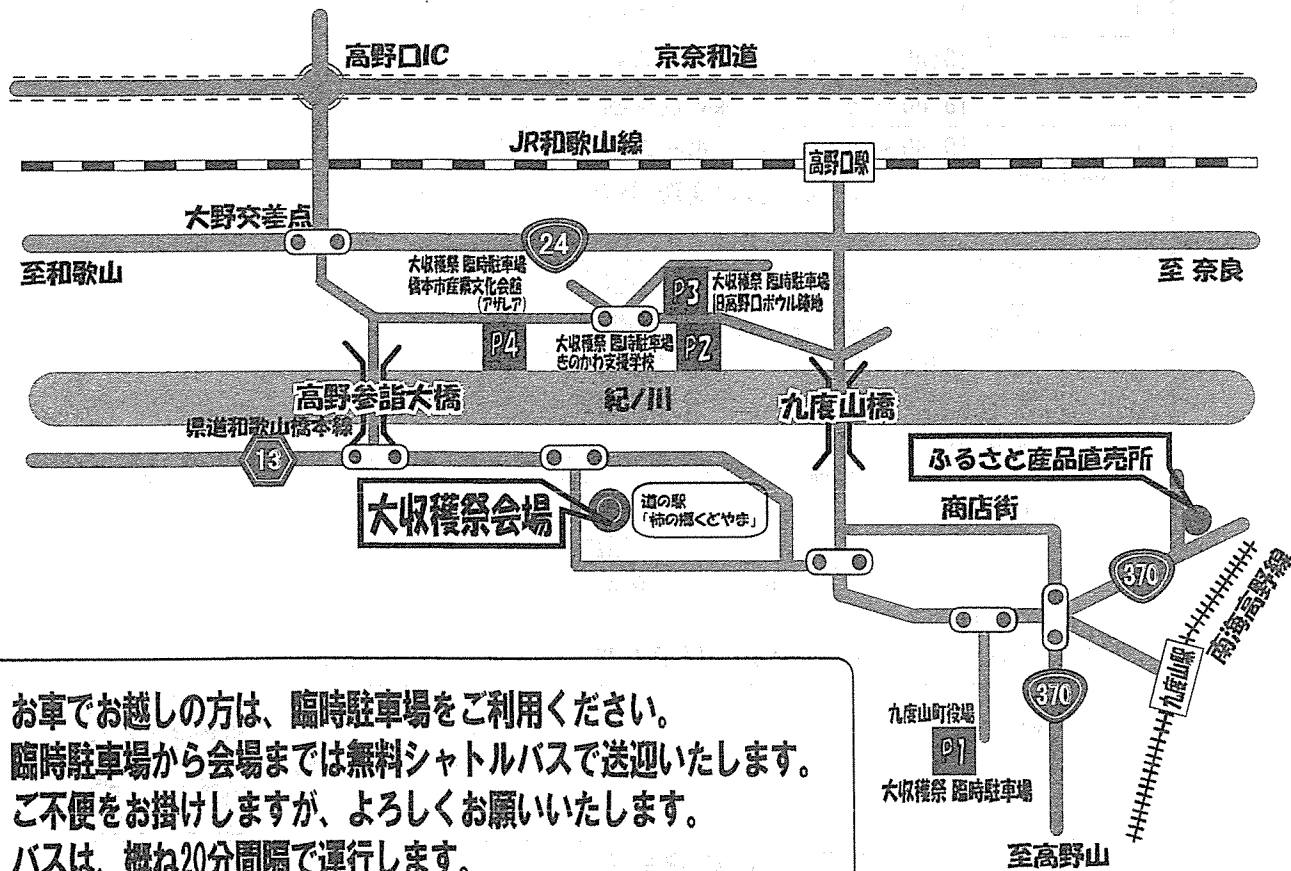 高野口IC
京奈和道
JR和歌山線
高野口駅
大野交差点
24
至和歌山
至 奈良
大収穫祭 臨時駐車場
橋本市産業文化会館
(アザレア)
P4
P3
大収穫祭 臨時駐車場
旧高野口ボウル跡地
大収穫祭 臨時駐車場
きのかわ支援学校
P2
高野参詣大橋
紀ノ川
九度山橋
県道和歌山橋本線
13
ふるさと産品直売所
大収穫祭会場
道の駅
「柿の郷くどやま」
商店街
370
南海高野線
九度山駅
370
九度山町役場
P1
大収穫祭 臨時駐車場
至高野山
お車でお越しの方は、臨時駐車場をご利用ください。
臨時駐車場から会場までは無料シャトルバスで送迎いたします。
ご不便をお掛けしますが、よろしくお願いいたします。
バスは、概ね20分間隔で運行します。